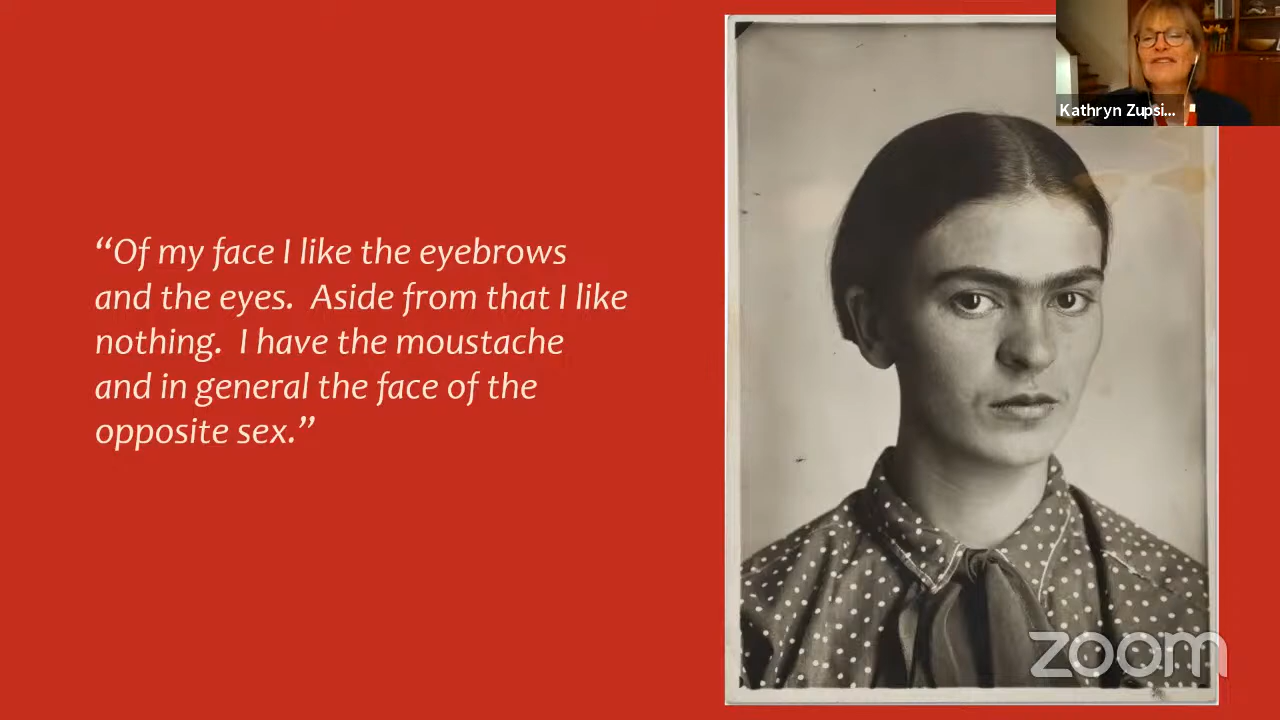 “Of my face I like the eyebrows
and the eyes.  Aside from that I like
nothing.  I have the moustache
and in general the face of the
opposite sex.”
Kathryn Zupsi...
zoom